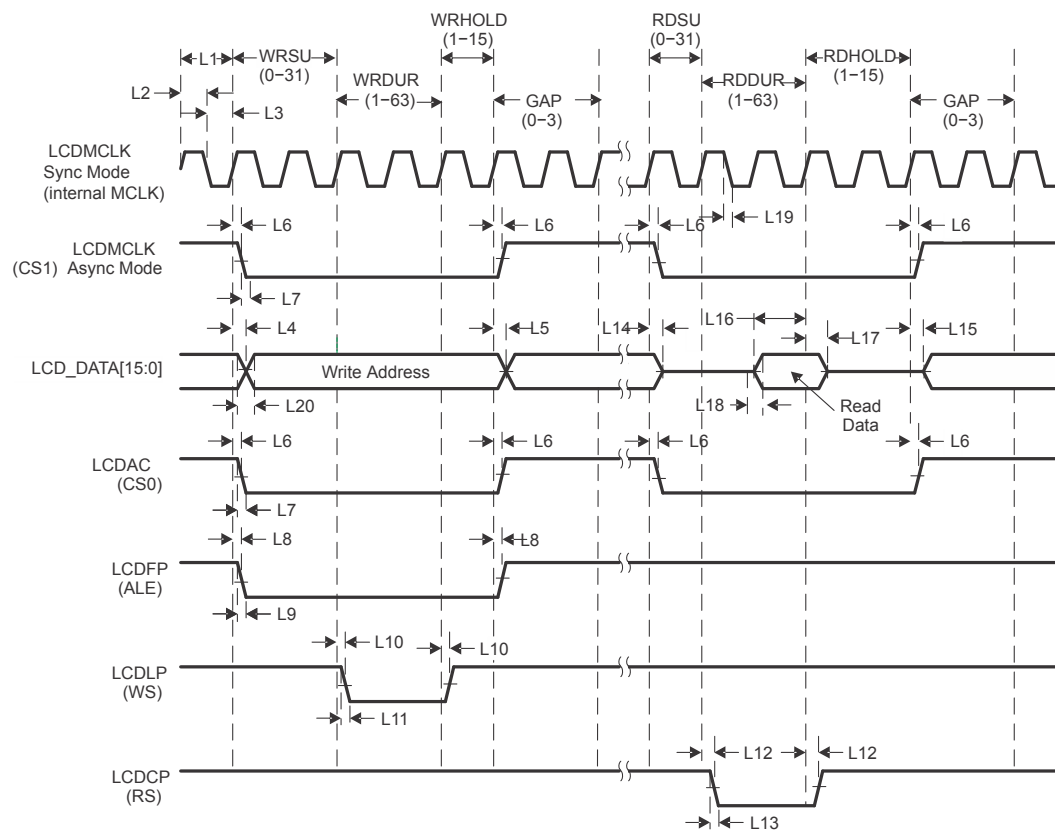 WRHOLD
(1−15)
RDSU
(0−31)
L1
WRSU
(0−31)
RDHOLD
(1−15)
L2
WRDUR
(1−63)
RDDUR
(1−63)
L3
GAP
(0−3)
GAP
(0−3)
LCDMCLK
Sync Mode
(internal MCLK)
L19
L6
L6
L6
L6
LCDMCLK
(CS1) Async Mode
L7
L4
L5
L14
L16
L17
L15
LCD_DATA[15:0]
Write Address
L20
L18
Read
Data
L6
L6
L6
L6
LCDAC
(CS0)
L7
L8
L8
LCDFP
(ALE)
L9
L10
L10
LCDLP
(WS)
L11
L12
L12
LCDCP
(RS)
L13